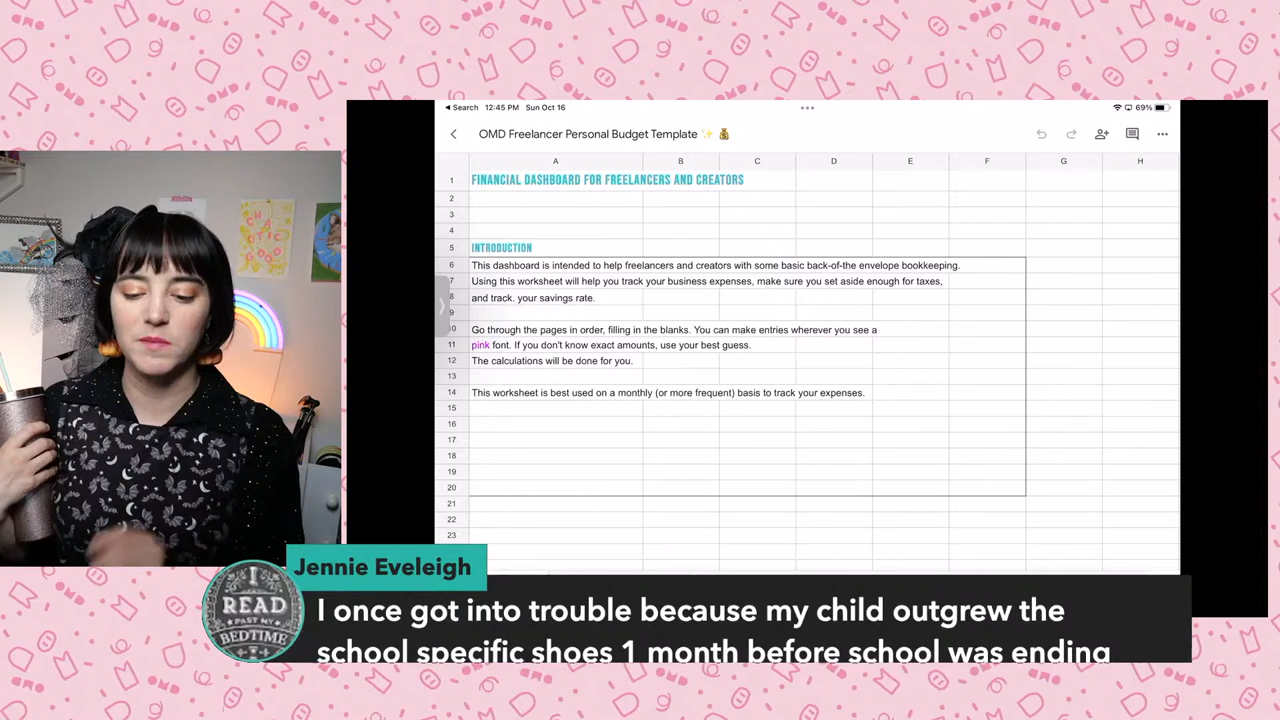 Search 12:45 PM Sun Oct 16
69%
OMD Freelancer Personal Budget Template ✨ 💰
A B C D E F G H
1 FINANCIAL DASHBOARD FOR FREELANCERS AND CREATORS
2
3
4
5 INTRODUCTION
6 This dashboard is intended to help freelancers and creators with some basic back-of-the envelope bookkeeping.
7 Using this worksheet will help you track your business expenses, make sure you set aside enough for taxes,
8 and track. your savings rate.
9
10 Go through the pages in order, filling in the blanks. You can make entries wherever you see a
11 pink font. If you don't know exact amounts, use your best guess.
12 The calculations will be done for you.
13
14 This worksheet is best used on a monthly (or more frequent) basis to track your expenses.
15
16
17
18
19
20
21
22
23
CHAOTIC
GOOD
Jennie Eveleigh
I
READ
PAST MY
BEDTIME
I once got into trouble because my child outgrew the
school specific shoes 1 month before school was ending